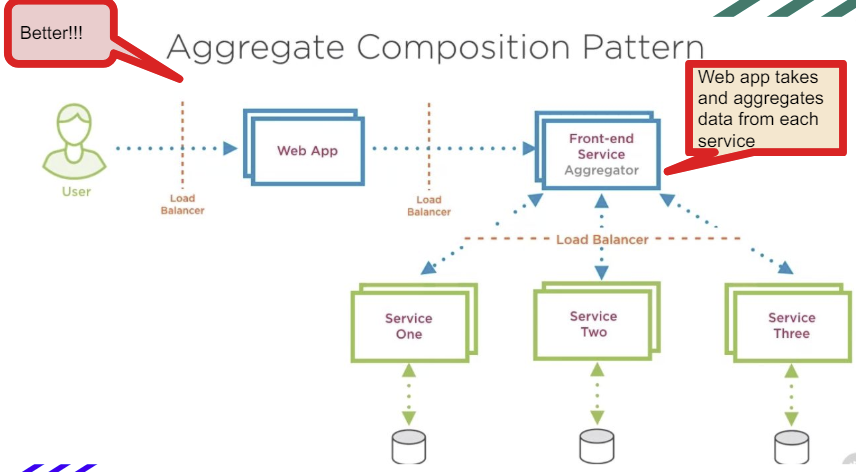 Better!!!
Aggregate Composition Pattern
Web app takes
and aggregates
data from each
service
Web App
Front-end
Service
Aggregator
User
Load
Balancer
Load
Balancer
Load Balancer
Service
One
Service
Two
Service
Three